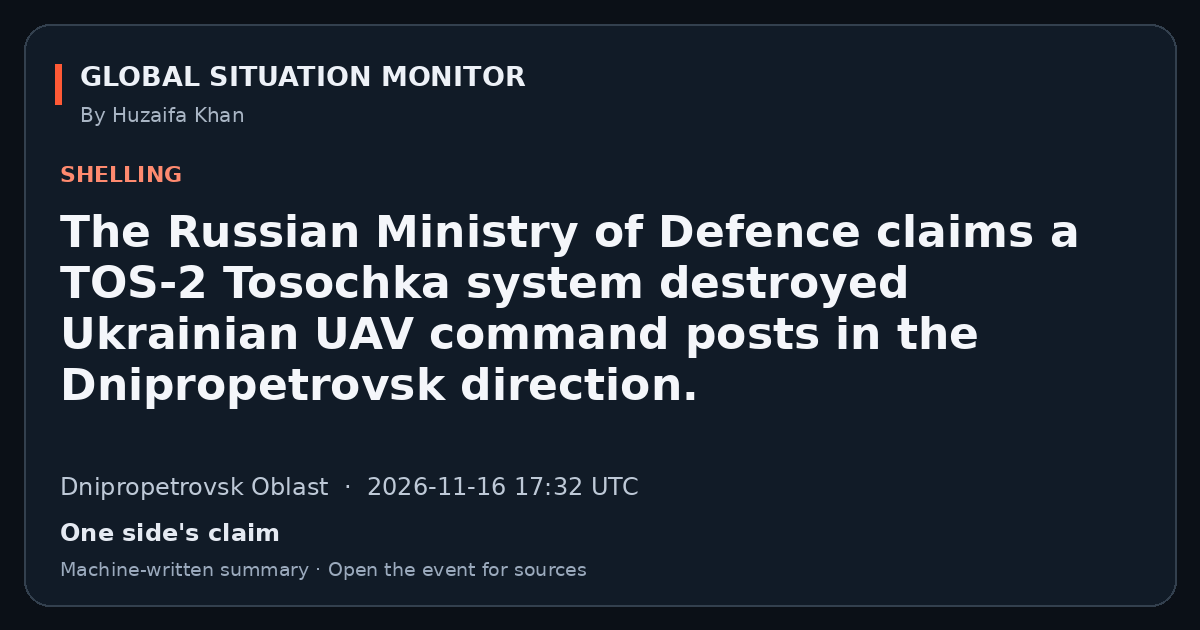 GLOBAL SITUATION MONITOR
By Huzaifa Khan
SHELLING
The Russian Ministry of Defence claims a
TOS-2 Tosochka system destroyed
Ukrainian UAV command posts in the
Dnipropetrovsk direction.
Dnipropetrovsk Oblast · 2026-11-16 17:32 UTC
One side's claim
Machine-written summary · Open the event for sources